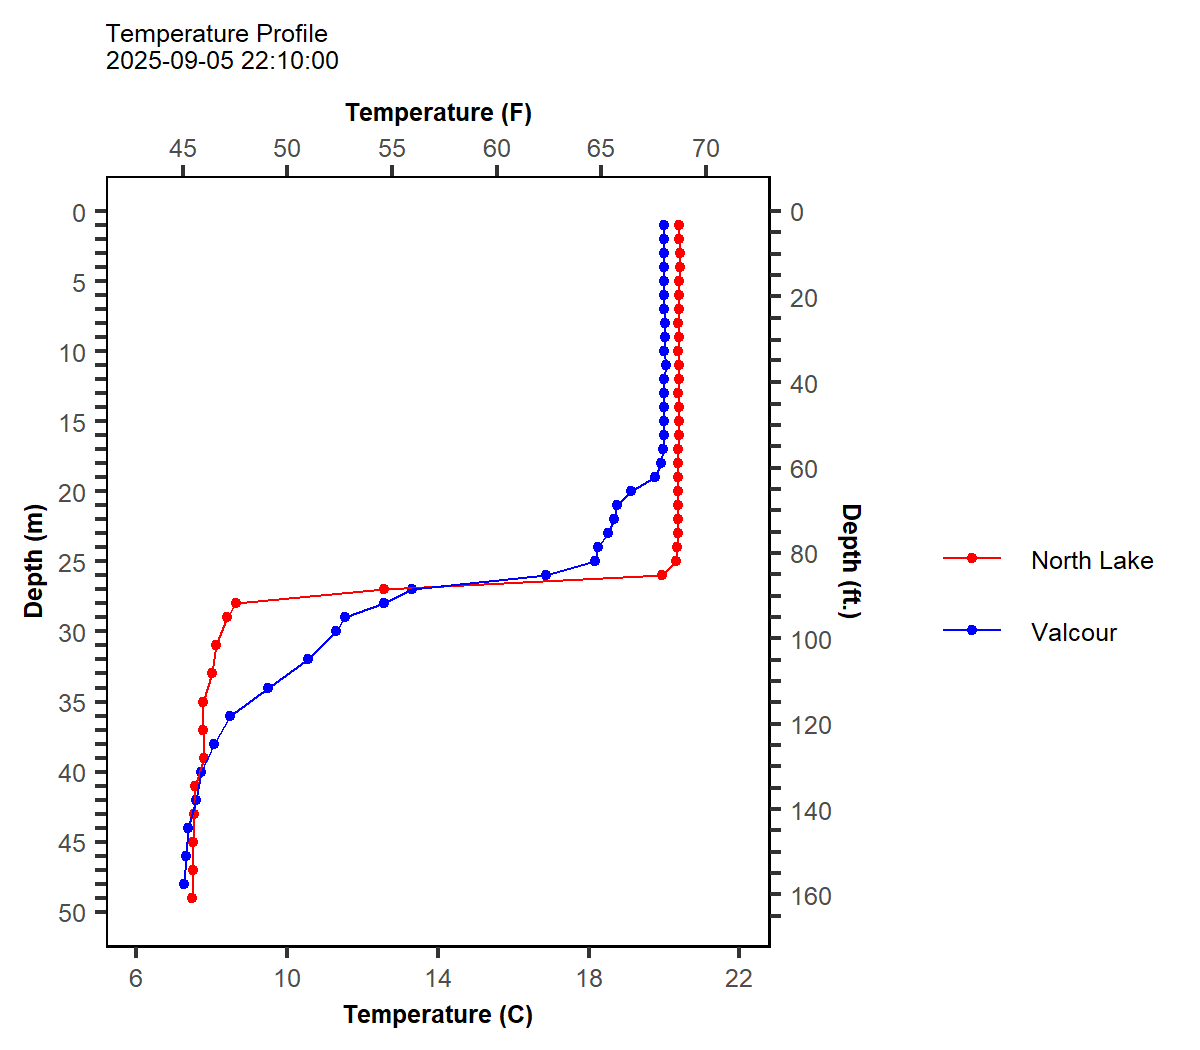 Temperature Profile
2025-09-05 22:10:00
Temperature (F)
45 50 55 60 65 70
0 5 10 15 20 25 30 35 40 45 50
Depth (m)
0 20 40 60 80 100 120 140 160
Depth (ft.)
North Lake
Valcour
6 10 14 18 22
Temperature (C)